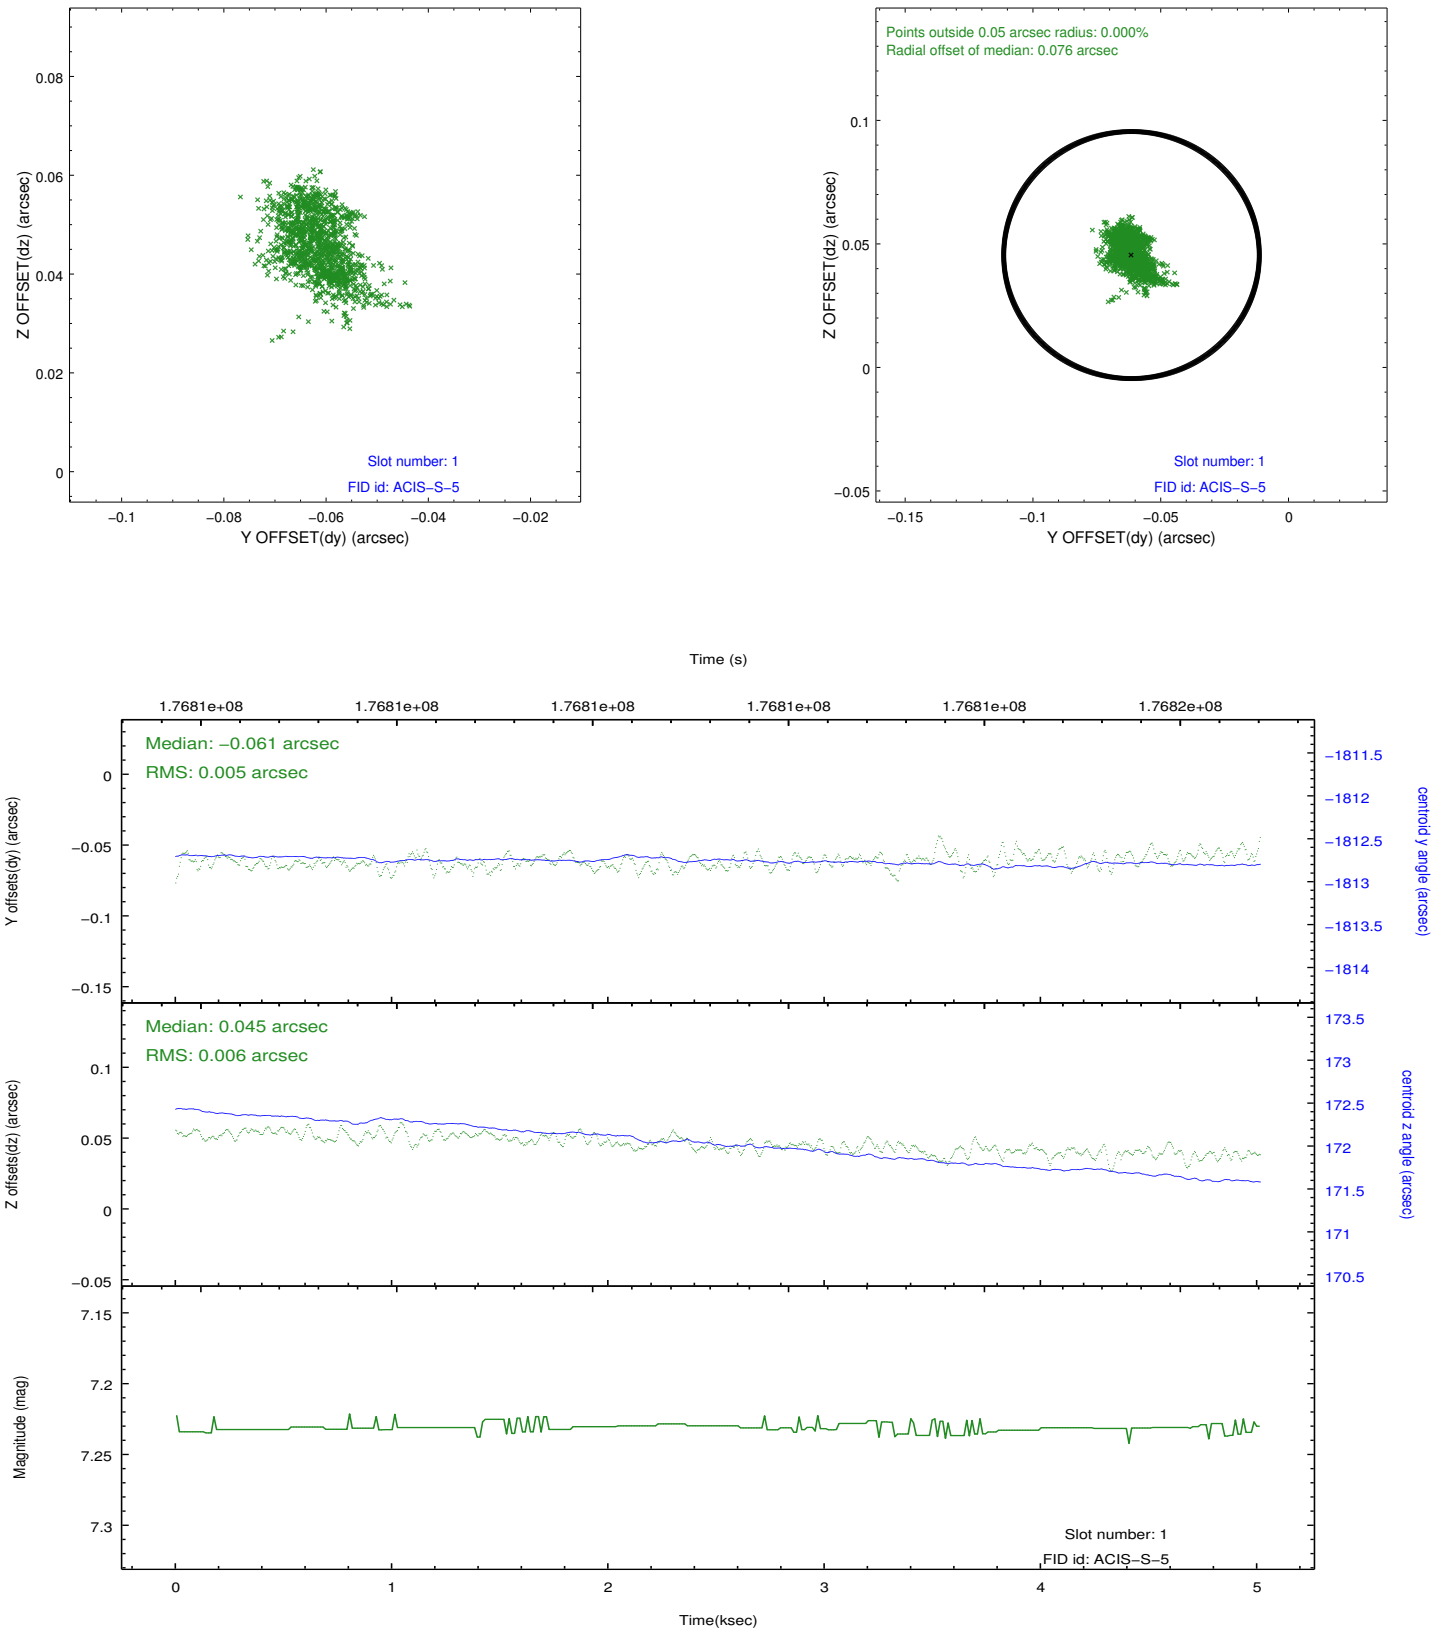 0.08
0.06
0.04
0.02
0
Z OFFSET(dz) (arcsec)
Slot number: 1
FID id: ACIS−S−5
−0.1 −0.08 −0.06 −0.04 −0.02
Y OFFSET(dy) (arcsec)
Points outside 0.05 arcsec radius: 0.000%
Radial offset of median: 0.076 arcsec
0.1
0.05
0
−0.05
Z OFFSET(dz) (arcsec)
Slot number: 1
FID id: ACIS−S−5
−0.15 −0.1 −0.05 0
Y OFFSET(dy) (arcsec)
Time (s)
1.7681e+08 1.7681e+08 1.7681e+08 1.7681e+08 1.7681e+08 1.7682e+08
Median: −0.061 arcsec
RMS: 0.005 arcsec
0
−0.05
−0.1
−0.15
Y offsets(dy) (arcsec)
−1811.5
−1812
−1812.5
−1813
−1813.5
−1814
centroid y angle (arcsec)
Median: 0.045 arcsec
RMS: 0.006 arcsec
0.1
0.05
0
−0.05
Z offsets(dz) (arcsec)
173.5
173
172.5
172
171.5
171
170.5
centroid z angle (arcsec)
7.15
7.2
7.25
7.3
Magnitude (mag)
Slot number: 1
FID id: ACIS−S−5
0 1 2 3 4 5
Time(ksec)